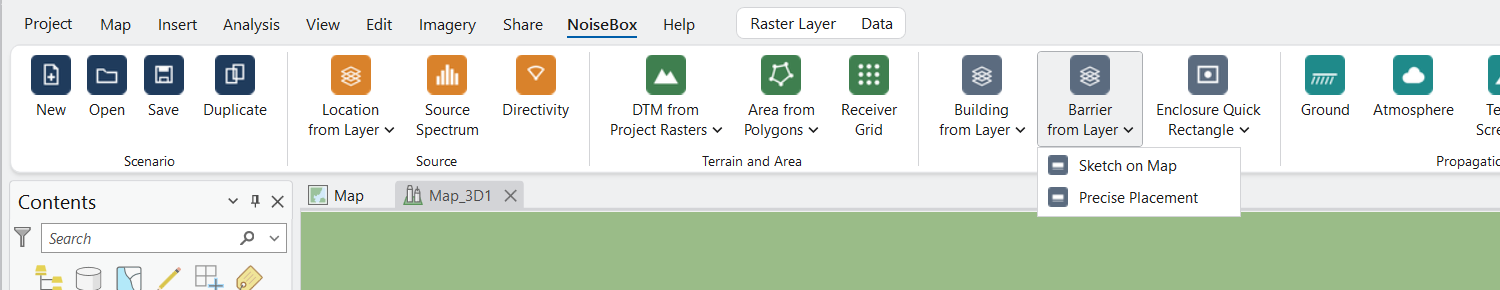 Project Map Insert Analysis View Edit Imagery Share NoiseBox Help Raster Layer Data
New Open Save Duplicate Location from Layer Source Spectrum Directivity DTM from Project Rasters Area from Polygons Receiver Grid Building from Layer Barrier from Layer Enclosure Quick Rectangle Ground Atmosphere
Scenario Source Terrain and Area
Sketch on Map
Precise Placement
Map Map_3D1
Contents
Search